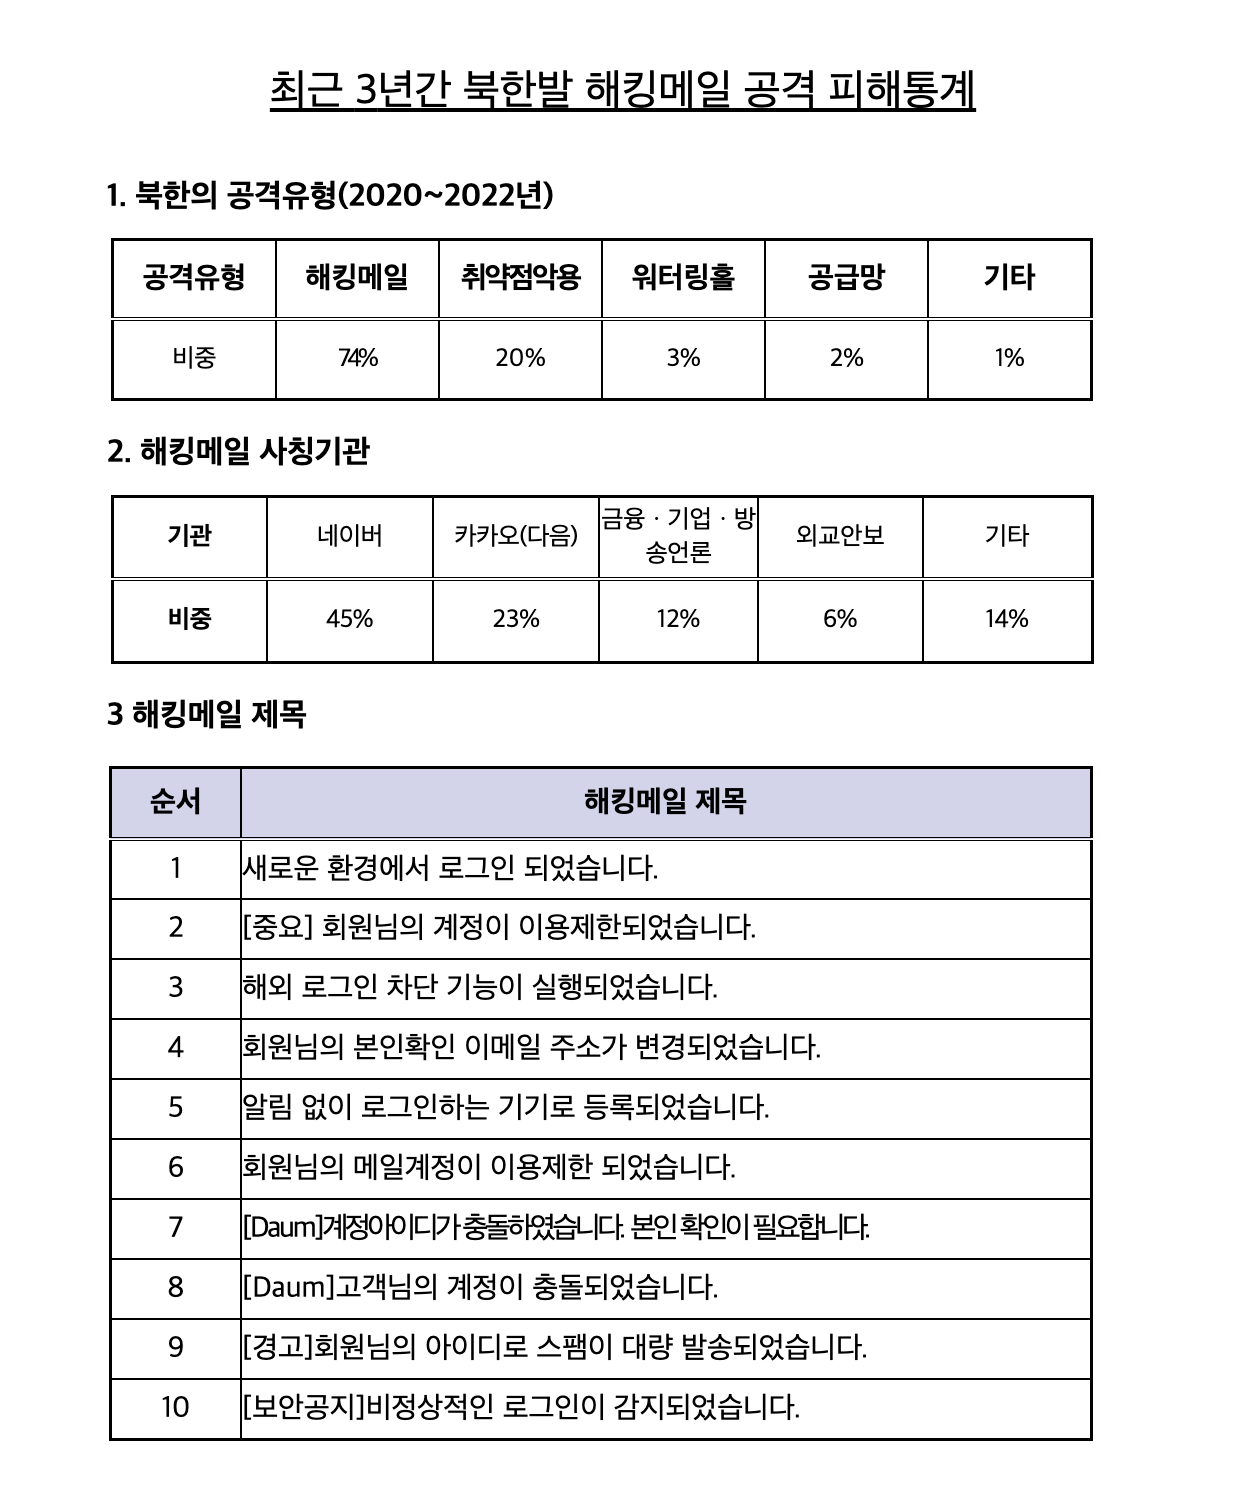 최근 3년간 북한발 해킹메일 공격 피해통계
1. 북한의 공격유형(2020~2022년)
공격유형 해킹메일 취약점악용 워터링홀 공급망 기타
비중 74% 20% 3% 2% 1%
2. 해킹메일 사칭기관
기관 네이버 카카오(다음) 금융·기업·방송언론 외교안보 기타
비중 45% 23% 12% 6% 14%
3 해킹메일 제목
순서 해킹메일 제목
1 새로운 환경에서 로그인 되었습니다.
2 [중요] 회원님의 계정이 이용제한되었습니다.
3 해외 로그인 차단 기능이 실행되었습니다.
4 회원님의 본인확인 이메일 주소가 변경되었습니다.
5 알림 없이 로그인하는 기기로 등록되었습니다.
6 회원님의 메일계정이 이용제한 되었습니다.
7 [Daum]계정아이디가 충돌하였습니다. 본인 확인이 필요합니다.
8 [Daum]고객님의 계정이 충돌되었습니다.
9 [경고]회원님의 아이디로 스팸이 대량 발송되었습니다.
10 [보안공지]비정상적인 로그인이 감지되었습니다.